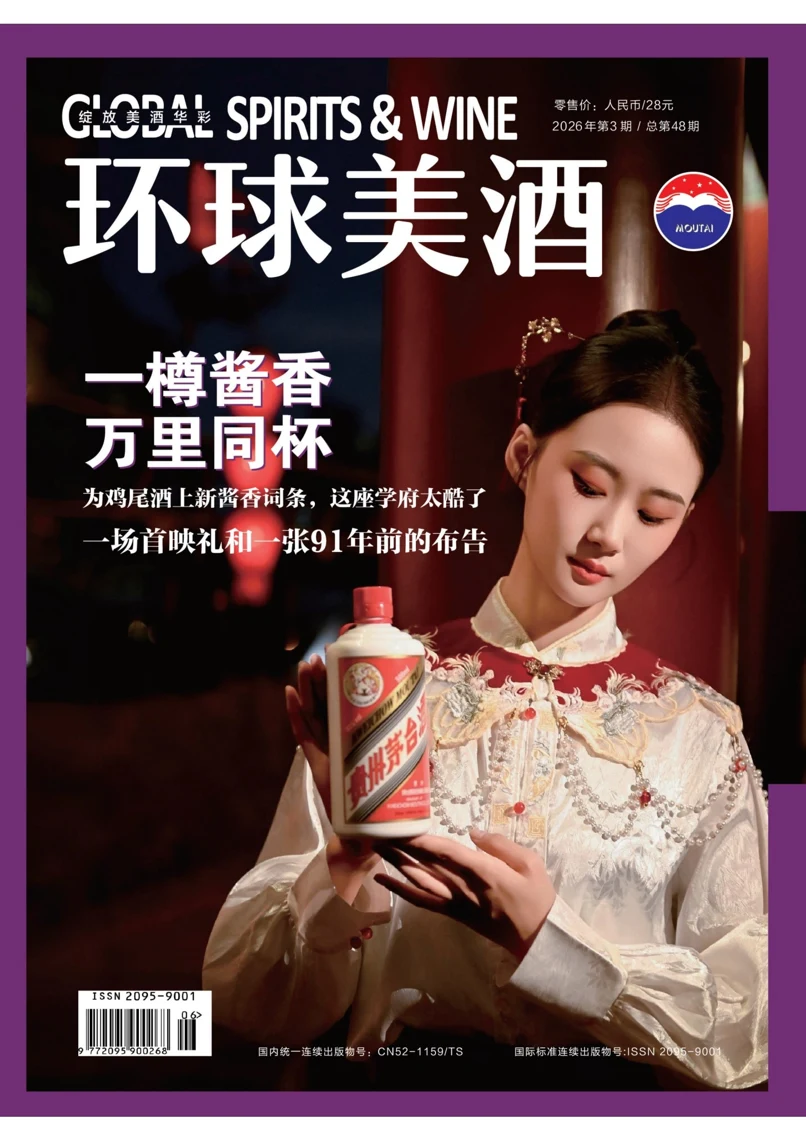 GLOBAL SPIRITS & WINE
绽放美酒华彩
零售价：人民币/28元
2026年第3期 / 总第48期
环球美酒
MOUTAI
一樽酱香
万里同杯
为鸡尾酒上新酱香词条，这座学府太酷了
一场首映礼和一张91年前的布告
KWEICHOW MOUTAI
贵州茅台酒
ISSN 2095-9001
06>
9 772095 900268
国内统一连续出版物号：CN52-1159/TS
国际标准连续出版物号:ISSN 2095-9001